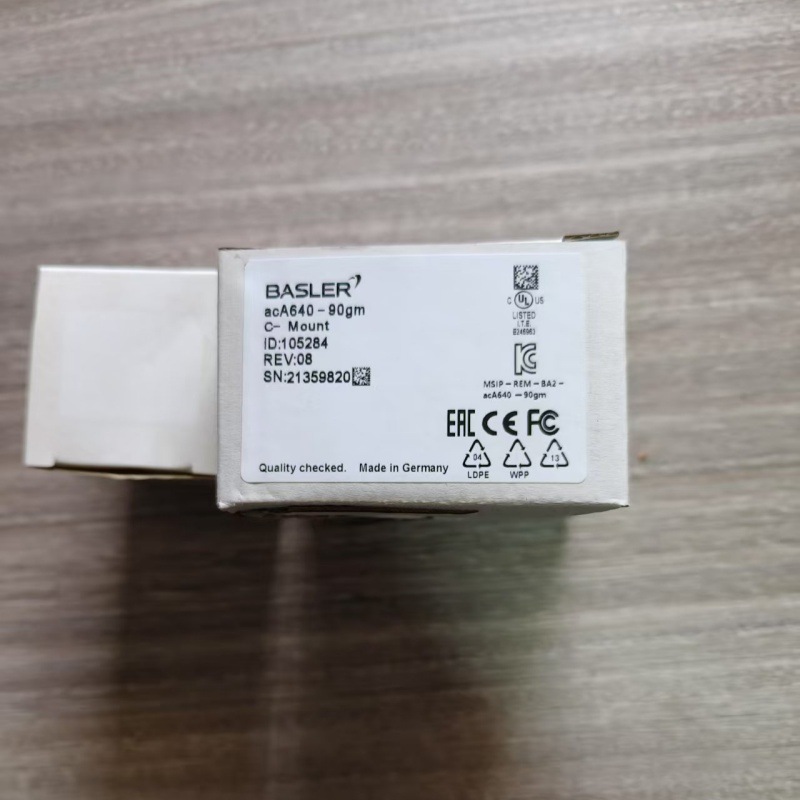 BASLER
acA640-90gm
C- Mount
ID:105284
REV:08
SN:21359820
Quality checked. Made in Germany
C UL US
LISTED
I.T.E.
E246963
MSIP-REM-BA2-
acA640-90gm
EAC CE FC
04 13
LDPE WPP